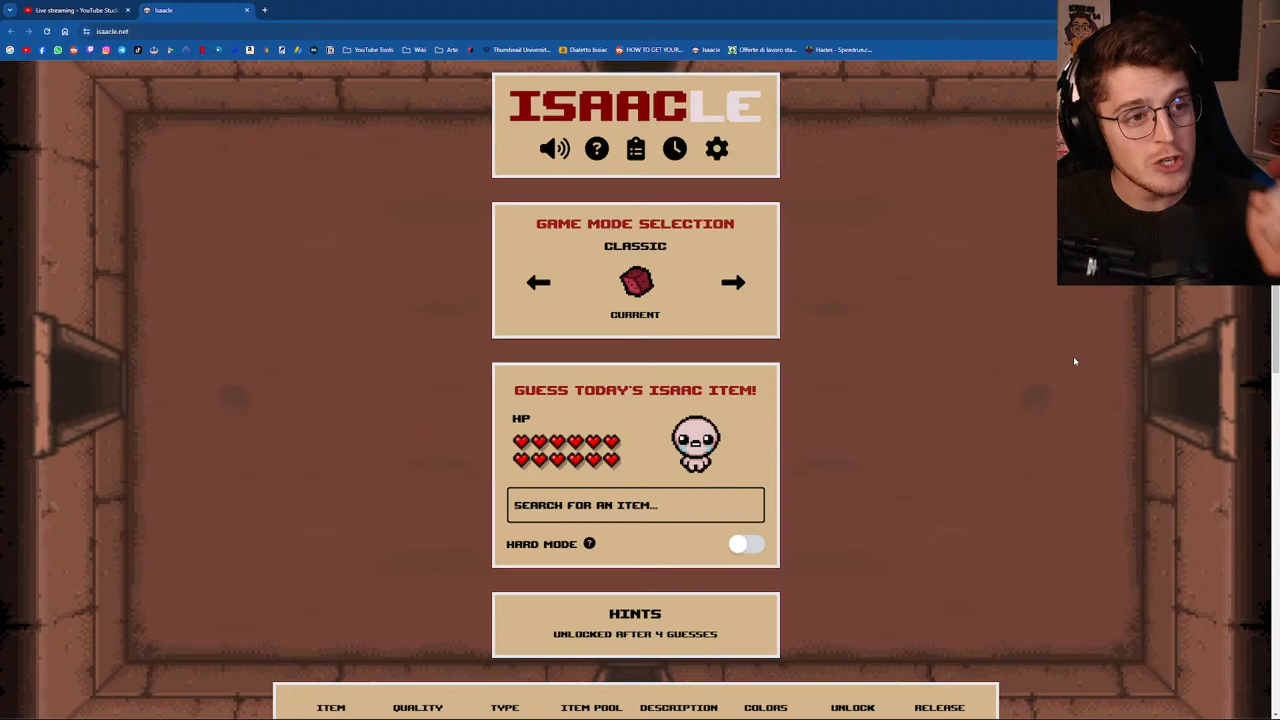 Live streaming - YouTube Stud
Isaacle
isaacle.net
YouTube Tools
Wiki
Arte
Thumbnail Universit...
Dialetto bisiac
HOW TO GET YOUR...
Isaacle
Offerte di lavoro sta...
Hades - Speedrun.c...
ISAACLE
GAME MODE SELECTION
CLASSIC
CURRENT
GUESS TODAY'S ISAAC ITEM!
HP
SEARCH FOR AN ITEM...
HARD MODE ?
HINTS
UNLOCKED AFTER 4 GUESSES
ITEM QUALITY TYPE ITEM POOL DESCRIPTION COLORS UNLOCK RELEASE